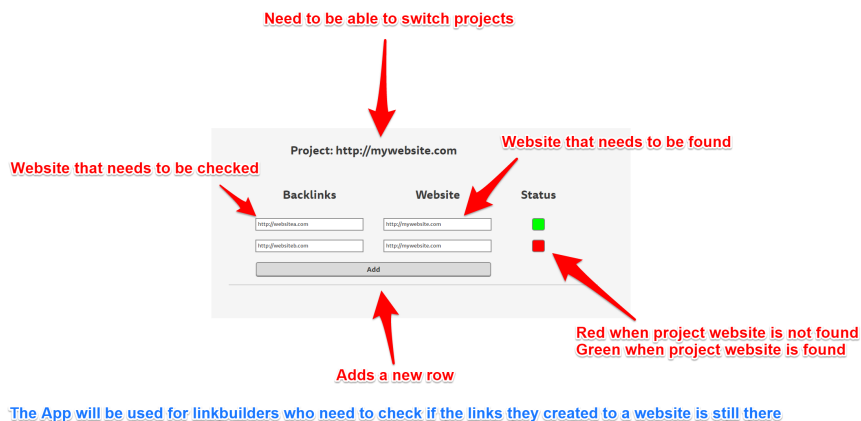 Need to be able to switch projects
Project: http://mywebsite.com
Website that needs to be found
Website that needs to be checked
Backlinks Website Status
http://websitea.com http://mywebsite.com
http://websiteb.com http://mywebsite.com
Add
Red when project website is not found
Green when project website is found
Adds a new row
The App will be used for linkbuilders who need to check if the links they created to a website is still there